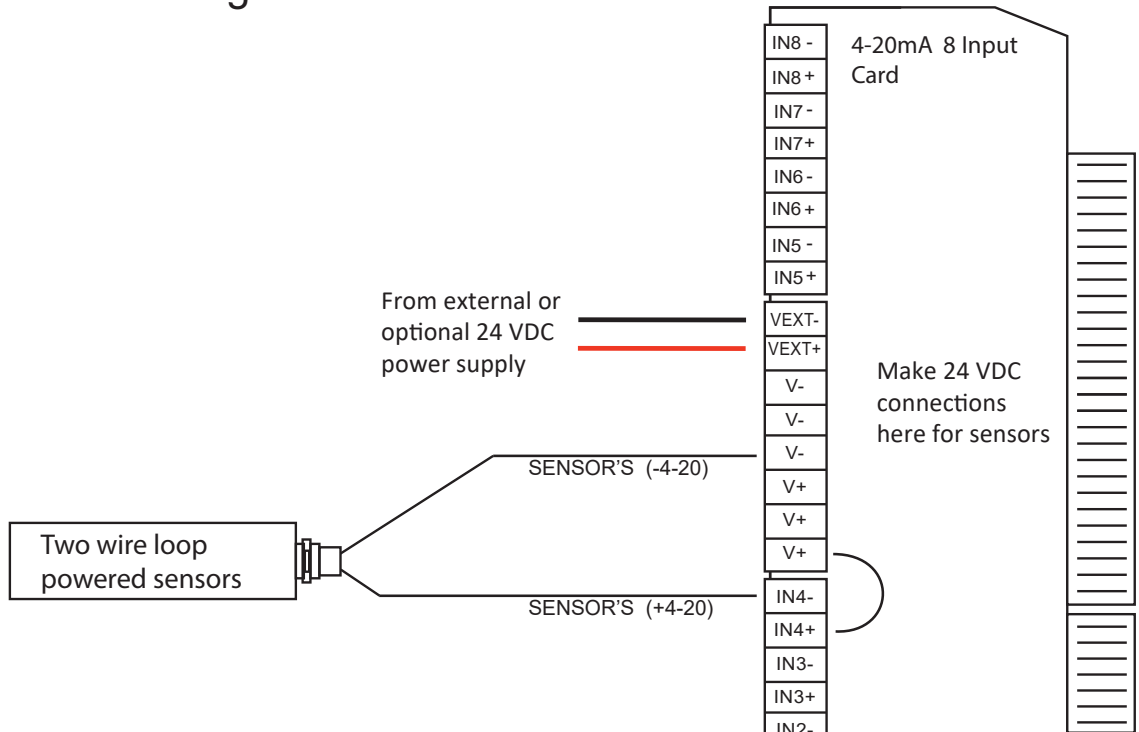 g
IN8 -
IN8 +
IN7 -
IN7+
IN6 -
IN6 +
IN5 -
IN5 +
VEXT-
VEXT+
V-
V-
V-
V+
V+
V+
IN4-
IN4+
IN3-
IN3+
IN2-
4-20mA 8 Input
Card
From external or
optional 24 VDC
power supply
Make 24 VDC
connections
here for sensors
SENSOR'S (-4-20)
Two wire loop
powered sensors
SENSOR'S (+4-20)